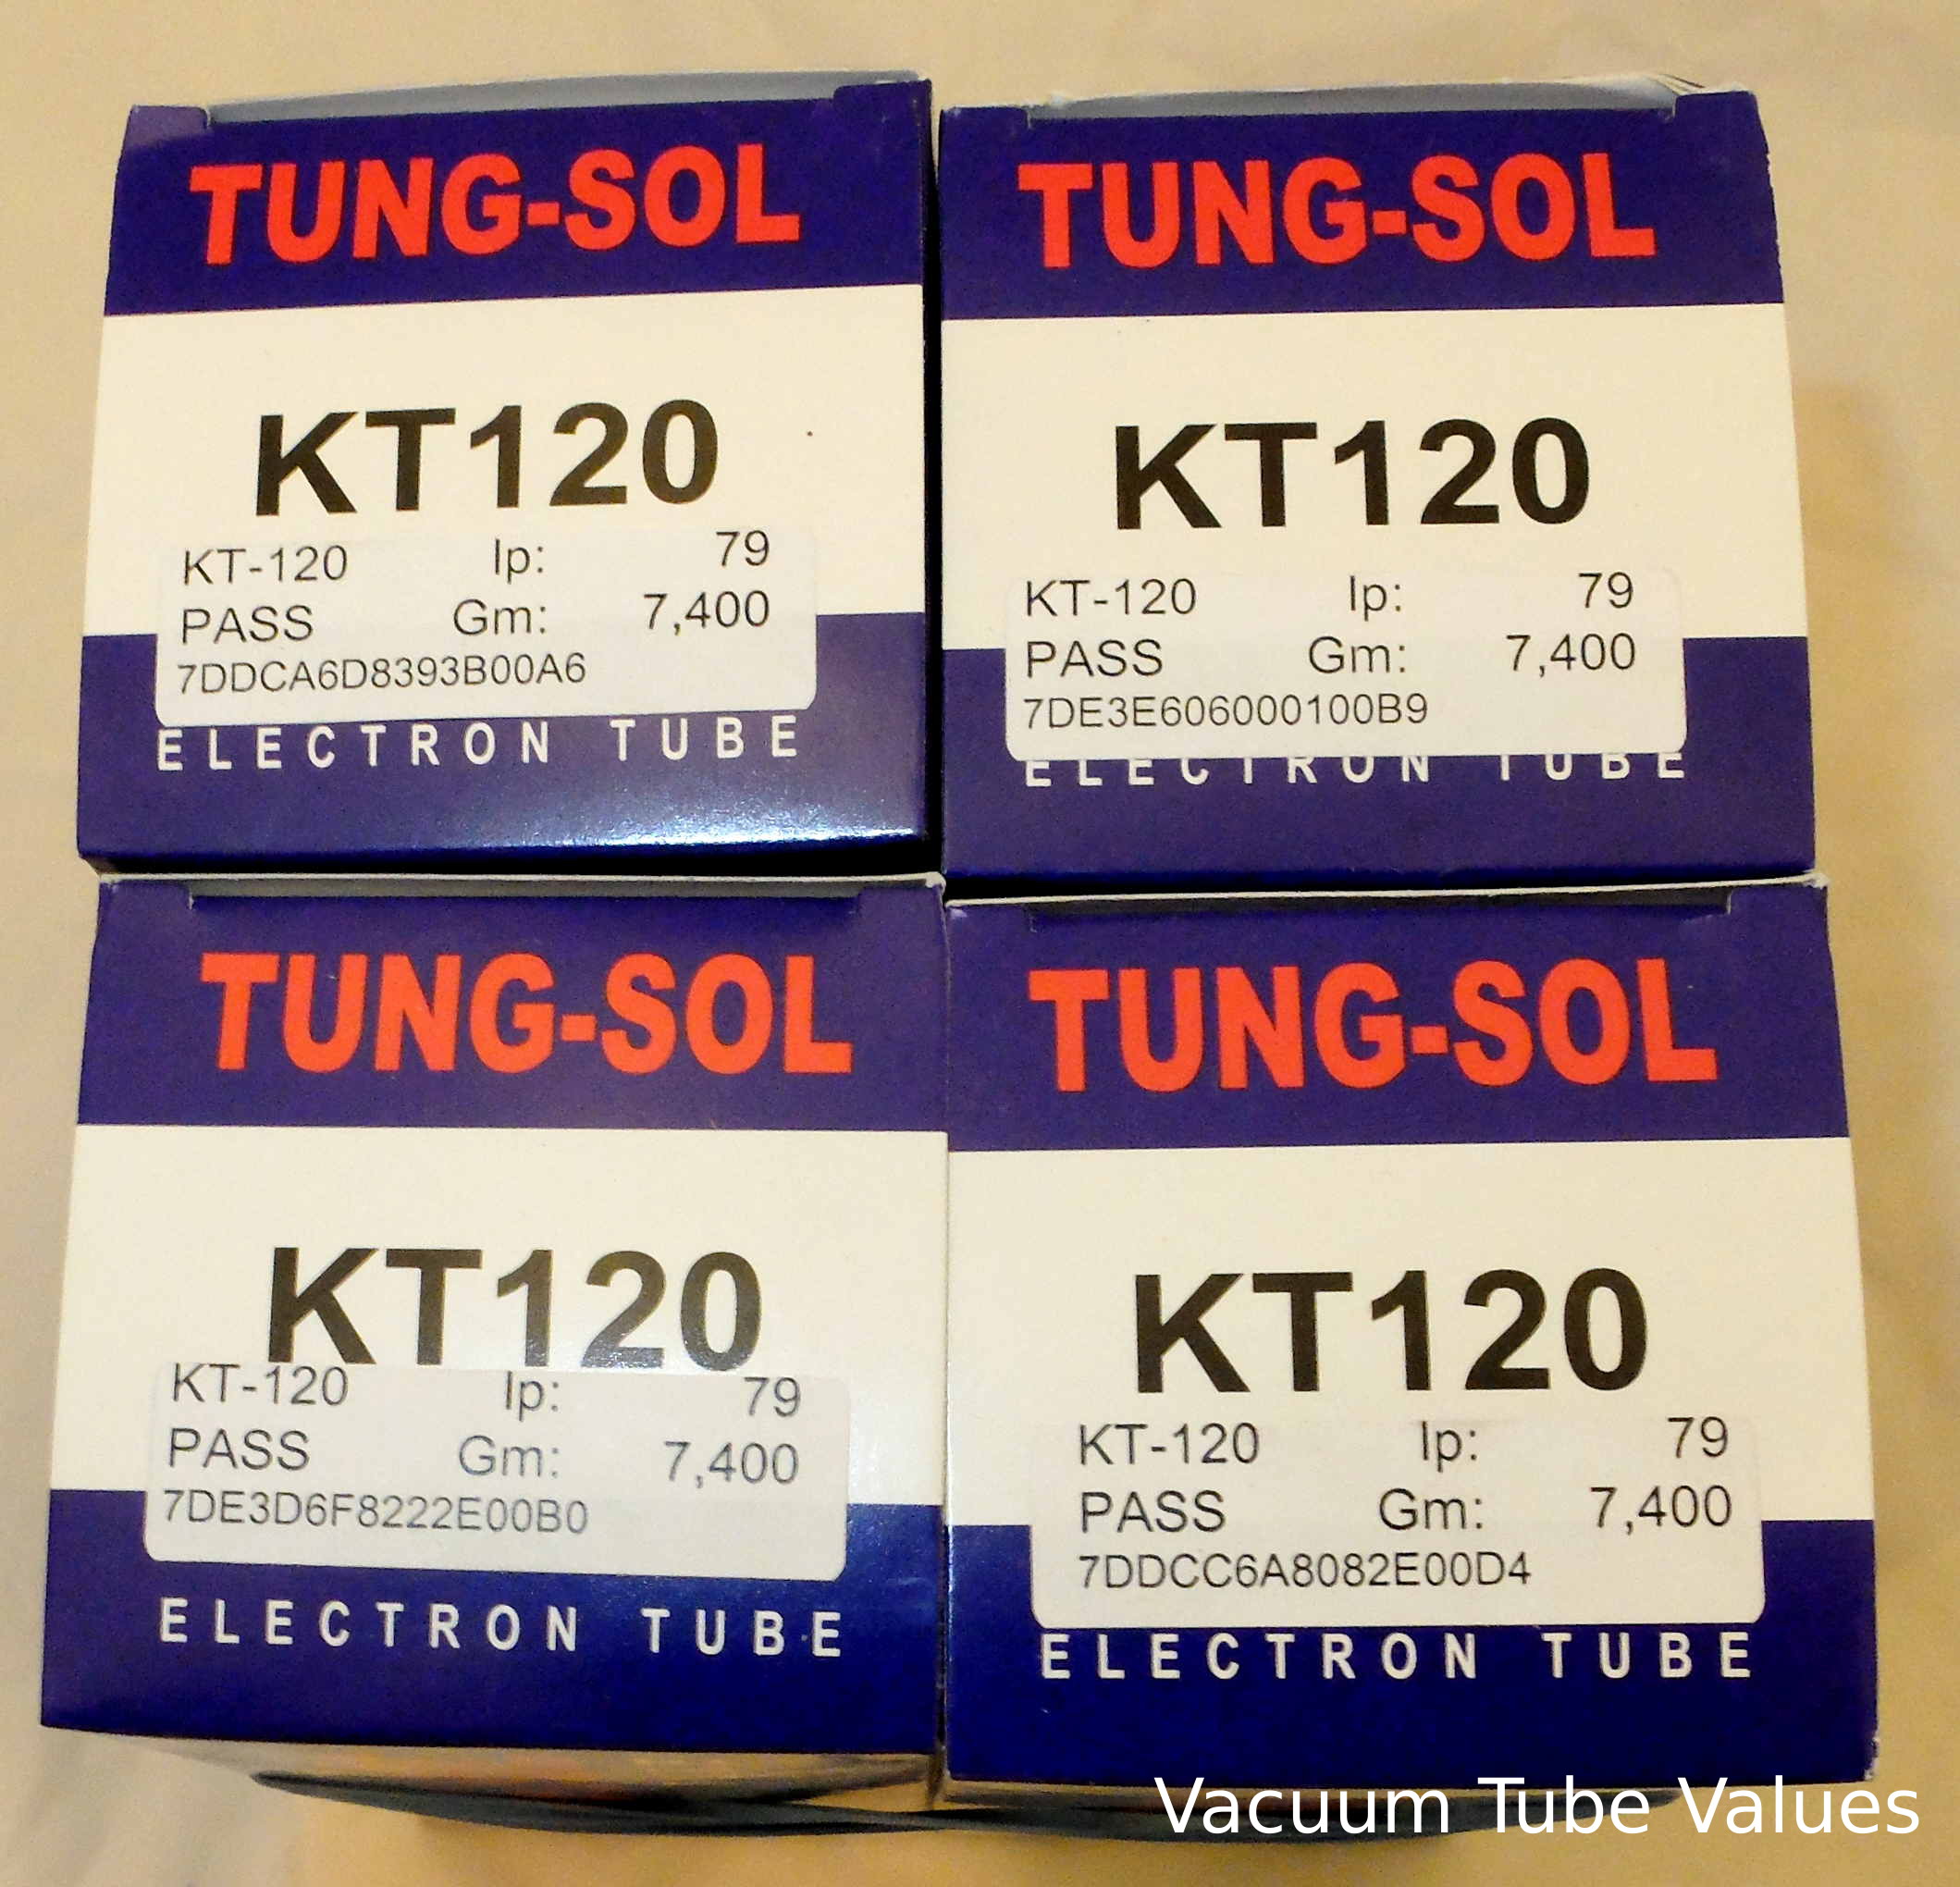 TUNG-SOL
KT120
KT-120 Ip: 79
PASS Gm: 7,400
7DDCA6D8393B00A6
ELECTRON TUBE
TUNG-SOL
KT120
KT-120 Ip: 79
PASS Gm: 7,400
7DE3E606000100B9
ELECTRON TUBE
TUNG-SOL
KT120
KT-120 Ip: 79
PASS Gm: 7,400
7DE3D6F8222E00B0
ELECTRON TUBE
TUNG-SOL
KT120
KT-120 Ip: 79
PASS Gm: 7,400
7DDCC6A8082E00D4
ELECTRON TUBE
Vacuum Tube Values